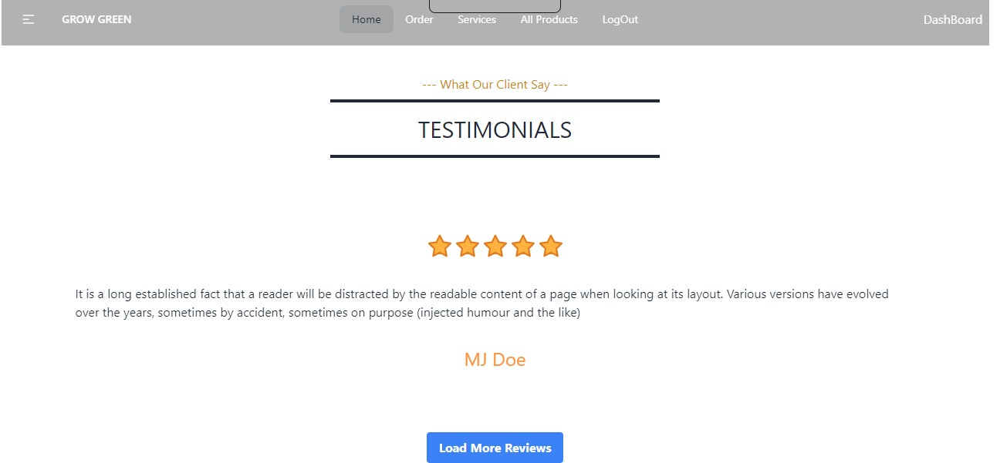 GROW GREEN Home Order Services All Products LogOut DashBoard
--- What Our Client Say ---
TESTIMONIALS
It is a long established fact that a reader will be distracted by the readable content of a page when looking at its layout. Various versions have evolved
over the years, sometimes by accident, sometimes on purpose (injected humour and the like)
MJ Doe
Load More Reviews